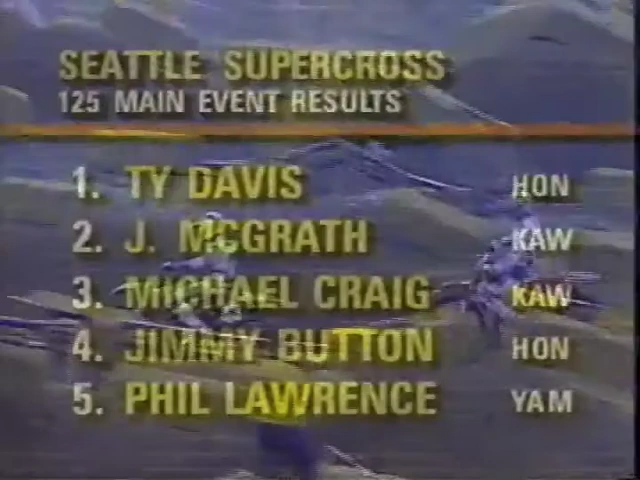 SEATTLE SUPERCROSS
125 MAIN EVENT RESULTS
1. TY DAVIS HON
2. J. MCGRATH KAW
3. MICHAEL CRAIG KAW
4. JIMMY BUTTON HON
5. PHIL LAWRENCE YAM